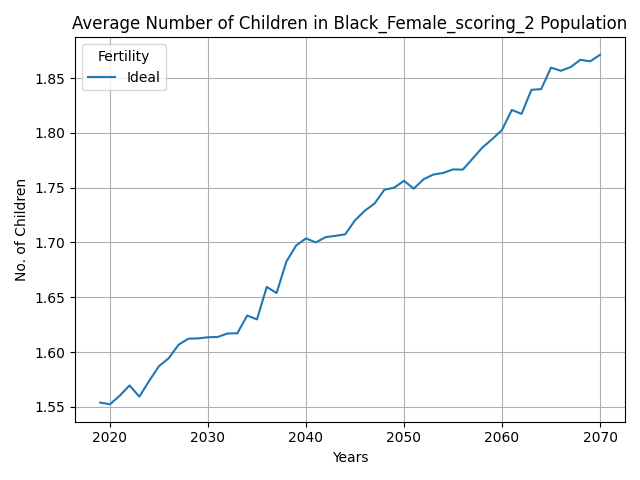 Average Number of Children in Black_Female_scoring_2 Population
Fertility
Ideal
No. of Children
1.85
1.80
1.75
1.70
1.65
1.60
1.55
2020 2030 2040 2050 2060 2070
Years